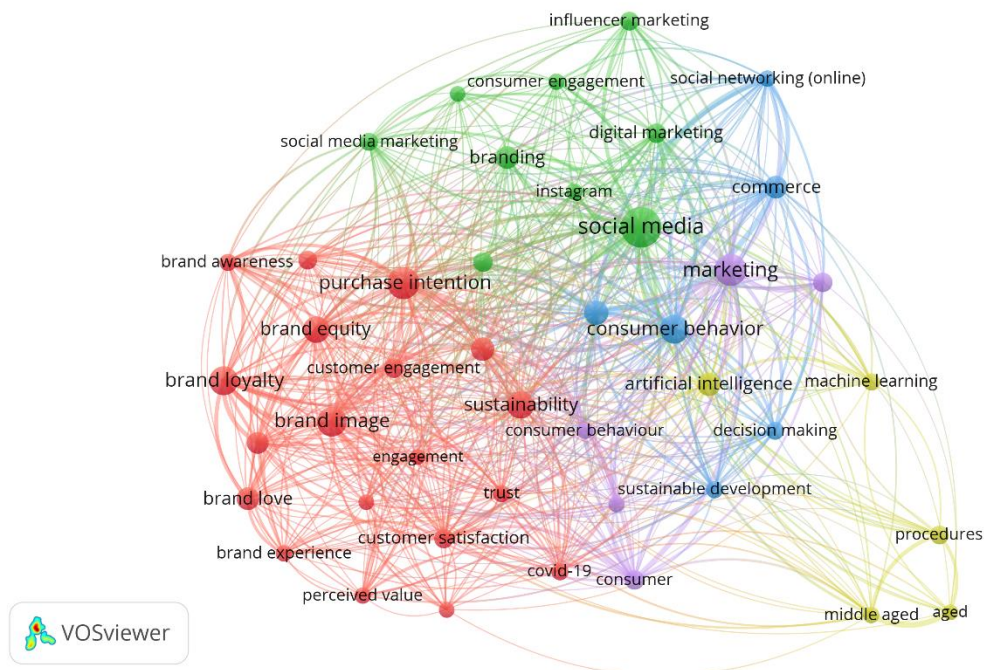 influencer marketing
social networking (online)
consumer engagement
digital marketing
social media marketing
branding
commerce
instagram
social media
brand awareness
marketing
purchase intention
brand equity
consumer behavior
customer engagement
brand loyalty
artificial intelligence
machine learning
sustainability
brand image
consumer behaviour
decision making
engagement
sustainable development
trust
brand love
procedures
customer satisfaction
brand experience
covid-19
consumer
perceived value
middle aged
aged
VOSviewer